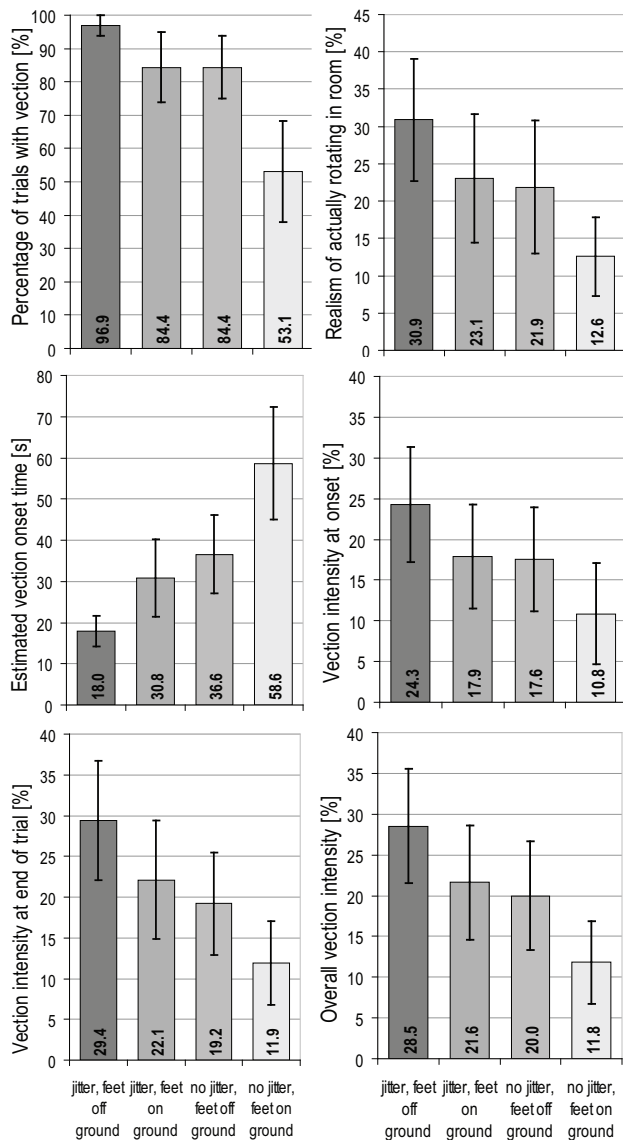 Percentage of trials with vection [%]
100
90
80
70
60
50
40
30
20
10
0
96.9
84.4
84.4
53.1
Realism of actually rotating in room [%]
45
40
35
30
25
20
15
10
5
0
30.9
23.1
21.9
12.6
Estimated vection onset time [s]
80
70
60
50
40
30
20
10
0
18.0
30.8
36.6
58.6
Vection intensity at onset [%]
40
35
30
25
20
15
10
5
0
24.3
17.9
17.6
10.8
Vection intensity at end of trial [%]
40
35
30
25
20
15
10
5
0
29.4
22.1
19.2
11.9
jitter, feet
off
ground
jitter, feet
on
ground
no jitter,
feet off
ground
no jitter,
feet on
ground
Overall vection intensity [%]
40
35
30
25
20
15
10
5
0
28.5
21.6
20.0
11.8
jitter, feet
off
ground
jitter, feet
on
ground
no jitter,
feet off
ground
no jitter,
feet on
ground